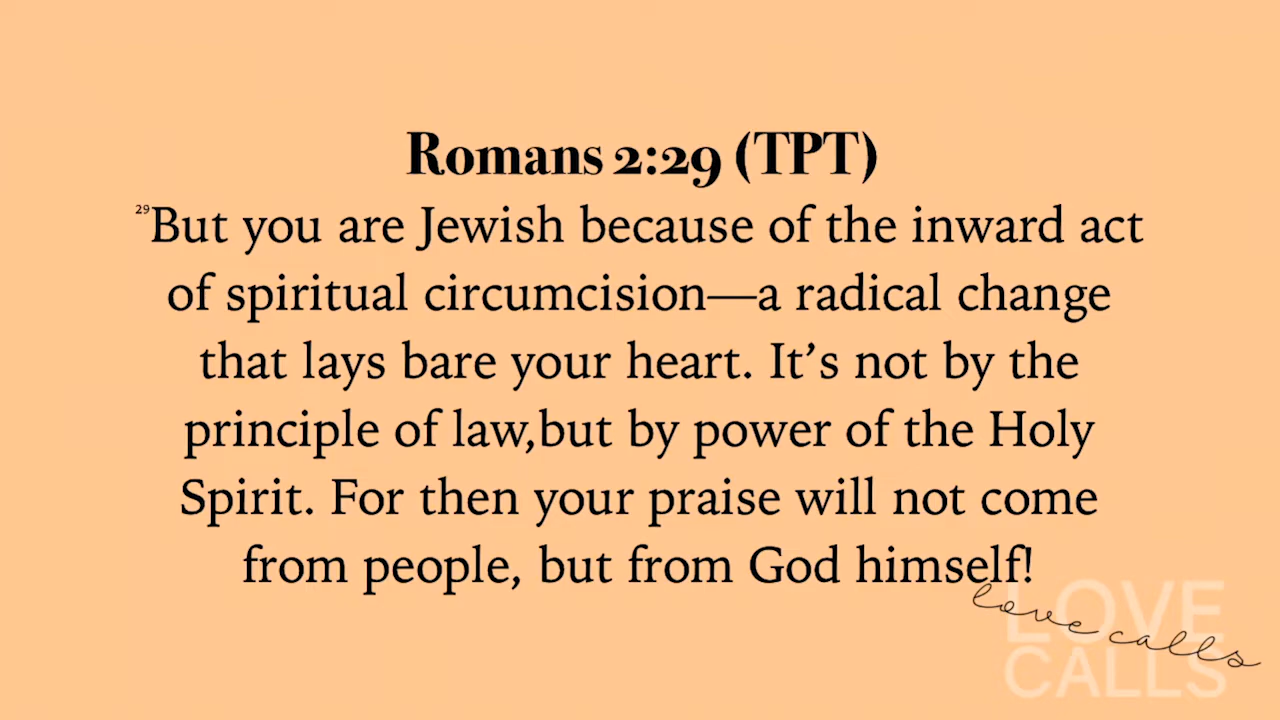 Romans 2:29 (TPT)
29But you are Jewish because of the inward act
of spiritual circumcision—a radical change
that lays bare your heart. It’s not by the
principle of law,but by power of the Holy
Spirit. For then your praise will not come
from people, but from God himself!
LOVE
love calls
CALLS